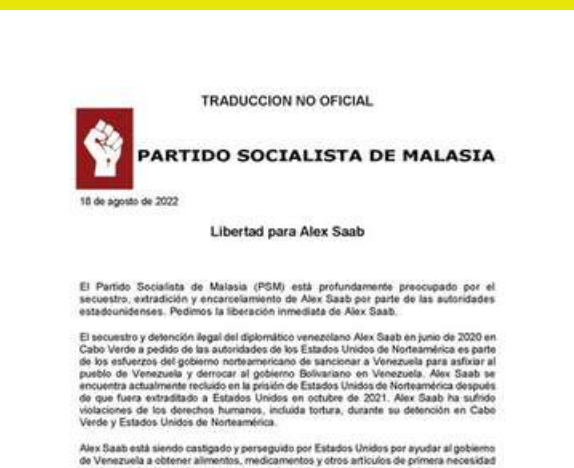 TRADUCCION NO OFICIAL
PARTIDO SOCIALISTA DE MALASIA
18 de agosto de 2022
Libertad para Alex Saab
El Partido Socialista de Malasia (PSM) está profundamente preocupado por el
secuestro, extradición y encarcelamiento de Alex Saab por parte de las autoridades
estadounidenses. Pedimos la liberación inmediata de Alex Saab.
El secuestro y detención ilegal del diplomático venezolano Alex Saab en junio de 2020 en
Cabo Verde a pedido de las autoridades de los Estados Unidos de Norteamérica es parte
de los esfuerzos del gobierno norteamericano de sancionar a Venezuela para asfixiar al
pueblo de Venezuela y derrocar al gobierno Bolivariano en Venezuela. Alex Saab se
encuentra actualmente recluido en la prisión de Estados Unidos de Norteamérica después
de que fuera extraditado a Estados Unidos en octubre de 2021. Alex Saab ha sufrido
violaciones de los derechos humanos, incluida tortura, durante su detención en Cabo
Verde y Estados Unidos de Norteamérica.
Alex Saab está siendo castigado y perseguido por Estados Unidos por ayudar al gobierno
de Venezuela a obtener alimentos, medicamentos y otros artículos de primera necesidad